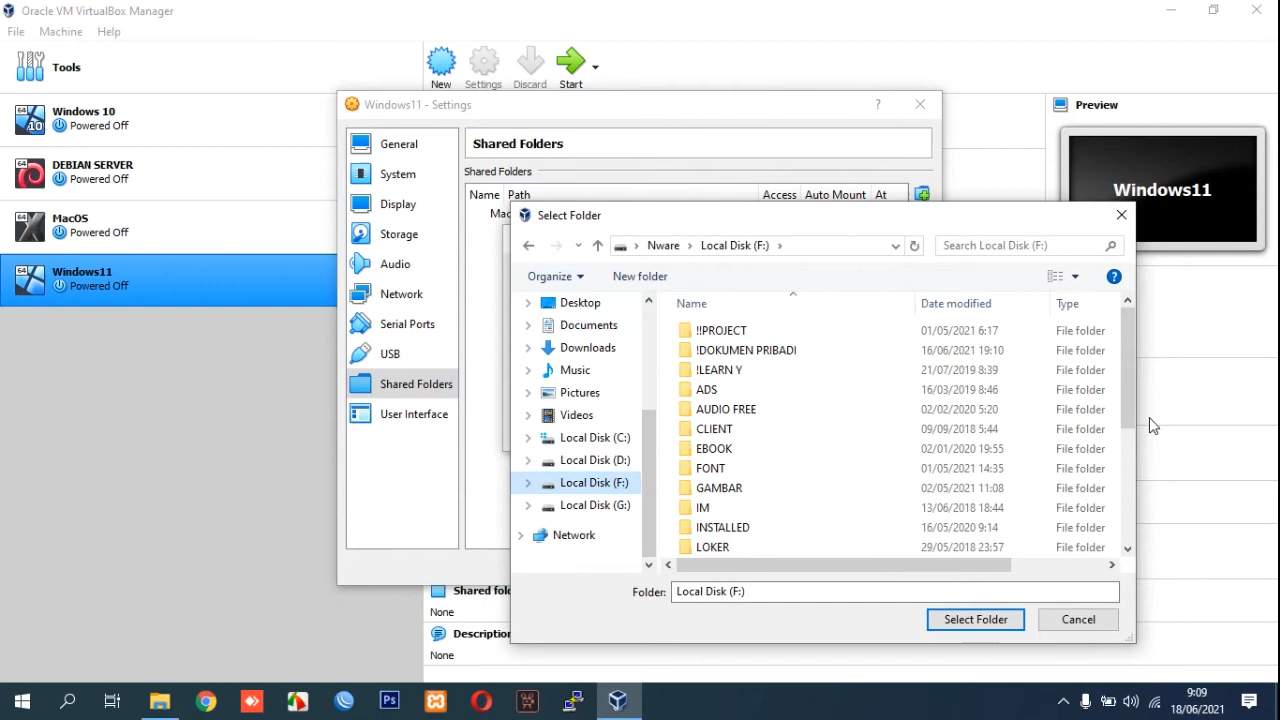 Oracle VM VirtualBox Manager
File Machine Help
Tools
New Settings Discard Start
64 10 Windows 10
Powered Off
64 DEBIAN SERVER
Powered Off
64 MacOS
Powered Off
64 Windows11
Powered Off
Preview
Windows11
Windows11 - Settings ?
General
System
Display
Storage
Audio
Network
Serial Ports
USB
Shared Folders
User Interface
Shared Folders
Shared Folders
Name Path Access Auto Mount At
Mac
Select Folder
Nware Local Disk (F:)
Search Local Disk (F:)
Organize New folder ?
Desktop
Documents
Downloads
Music
Pictures
Videos
Local Disk (C:)
Local Disk (D:)
Local Disk (F:)
Local Disk (G:)
Network
Name Date modified Type
!!PROJECT 01/05/2021 6:17 File folder
!DOKUMEN PRIBADI 16/06/2021 19:10 File folder
!LEARN Y 21/07/2019 8:39 File folder
ADS 16/03/2019 8:46 File folder
AUDIO FREE 02/02/2020 5:20 File folder
CLIENT 09/09/2018 5:44 File folder
EBOOK 02/01/2020 19:55 File folder
FONT 01/05/2021 14:35 File folder
GAMBAR 02/05/2021 11:08 File folder
IM 13/06/2018 18:44 File folder
INSTALLED 16/05/2020 9:14 File folder
LOKER 29/05/2018 23:57 File folder
Folder: Local Disk (F:)
Select Folder Cancel
Shared fol
None
Description
None
Ps
9:09
18/06/2021